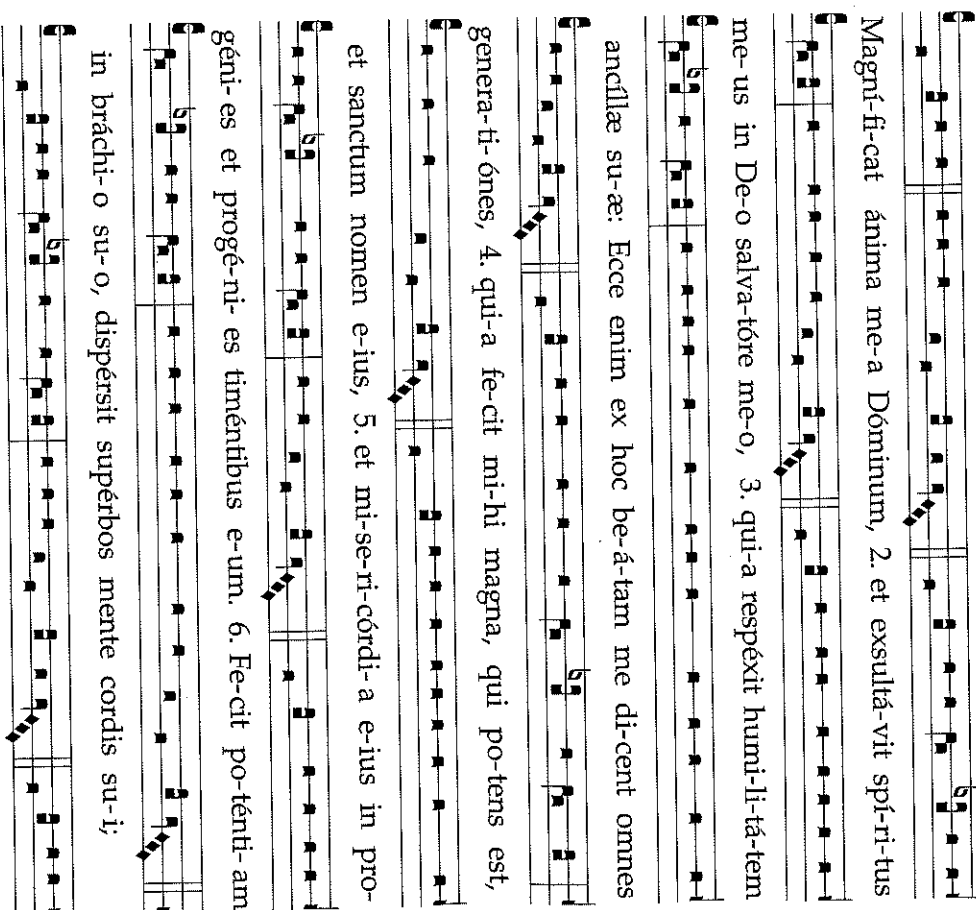 Magní-fi-cat ánima me-a Dóminum, 2. et exsultá-vit spí-ri-tus
me-us in De-o salva-tóre me-o, 3. qui-a respéxit humi-li-tá-tem
ancíllæ su-æ: Ecce enim ex hoc be-á-tam me di-cent omnes
genera-ti-ónes, 4. qui-a fe-cit mi-hi magna, qui po-tens est,
et sanctum nomen e-ius, 5. et mi-se-ri-córdi-a e-ius in pro-
géni-es et progé-ni-es timéntibus e-um. 6. Fe-cit po-ténti-am
in bráchi-o su-o, dispérsit supérbos mente cordis su-i;